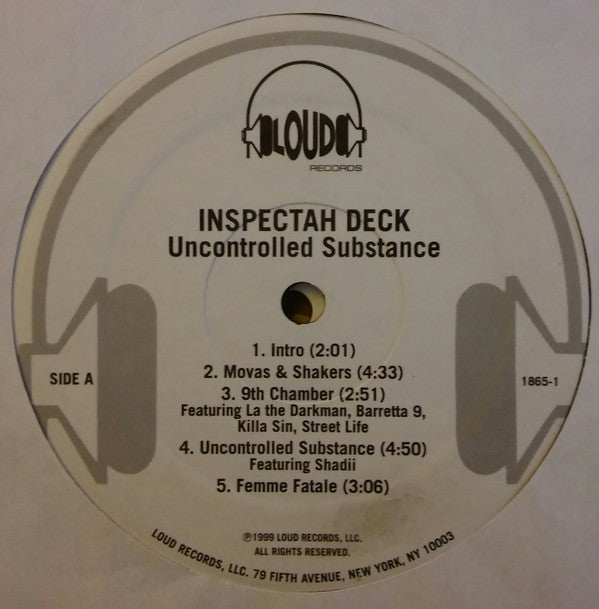 LOUD
RECORDS
INSPECTAH DECK
Uncontrolled Substance
SIDE A
1865-1
1. Intro (2:01)
2. Movas & Shakers (4:33)
3. 9th Chamber (2:51)
Featuring La the Darkman, Barretta 9,
Killa Sin, Street Life
4. Uncontrolled Substance (4:50)
Featuring Shadii
5. Femme Fatale (3:06)
℗1999 LOUD RECORDS, LLC.
ALL RIGHTS RESERVED.
LOUD RECORDS, LLC. 79 FIFTH AVENUE, NEW YORK, NY 10003